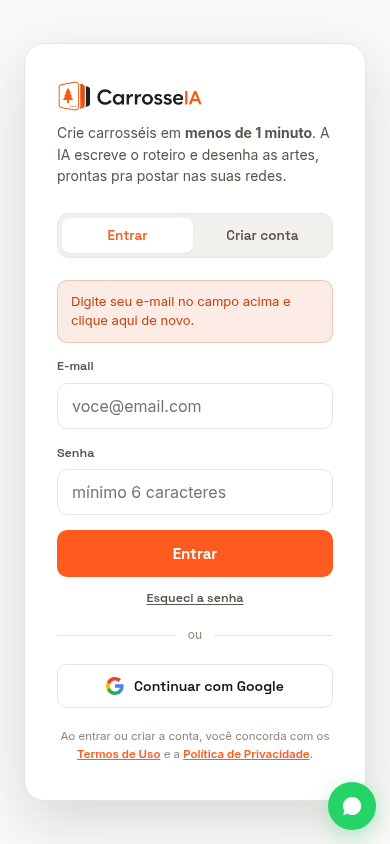 CarrosseIA
Crie carrosséis em menos de 1 minuto. A
IA escreve o roteiro e desenha as artes,
prontas pra postar nas suas redes.
Entrar
Criar conta
Digite seu e-mail no campo acima e
clique aqui de novo.
E-mail
voce@email.com
Senha
mínimo 6 caracteres
Entrar
Esqueci a senha
ou
Continuar com Google
Ao entrar ou criar a conta, você concorda com os
Termos de Uso e a Política de Privacidade.